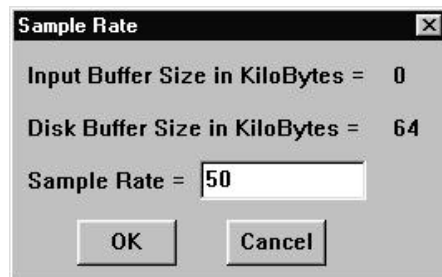 Sample Rate
Input Buffer Size in KiloBytes = 0
Disk Buffer Size in KiloBytes = 64
Sample Rate = 50
OK Cancel